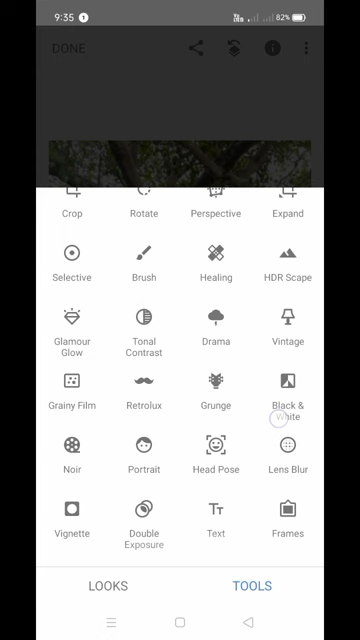 9:35
82%
DONE
Crop Rotate Perspective Expand
Selective Brush Healing HDR Scape
Glamour Glow Tonal Contrast Drama Vintage
Grainy Film Retrolux Grunge Black & White
Noir Portrait Head Pose Lens Blur
Vignette Double Exposure Text Frames
LOOKS TOOLS